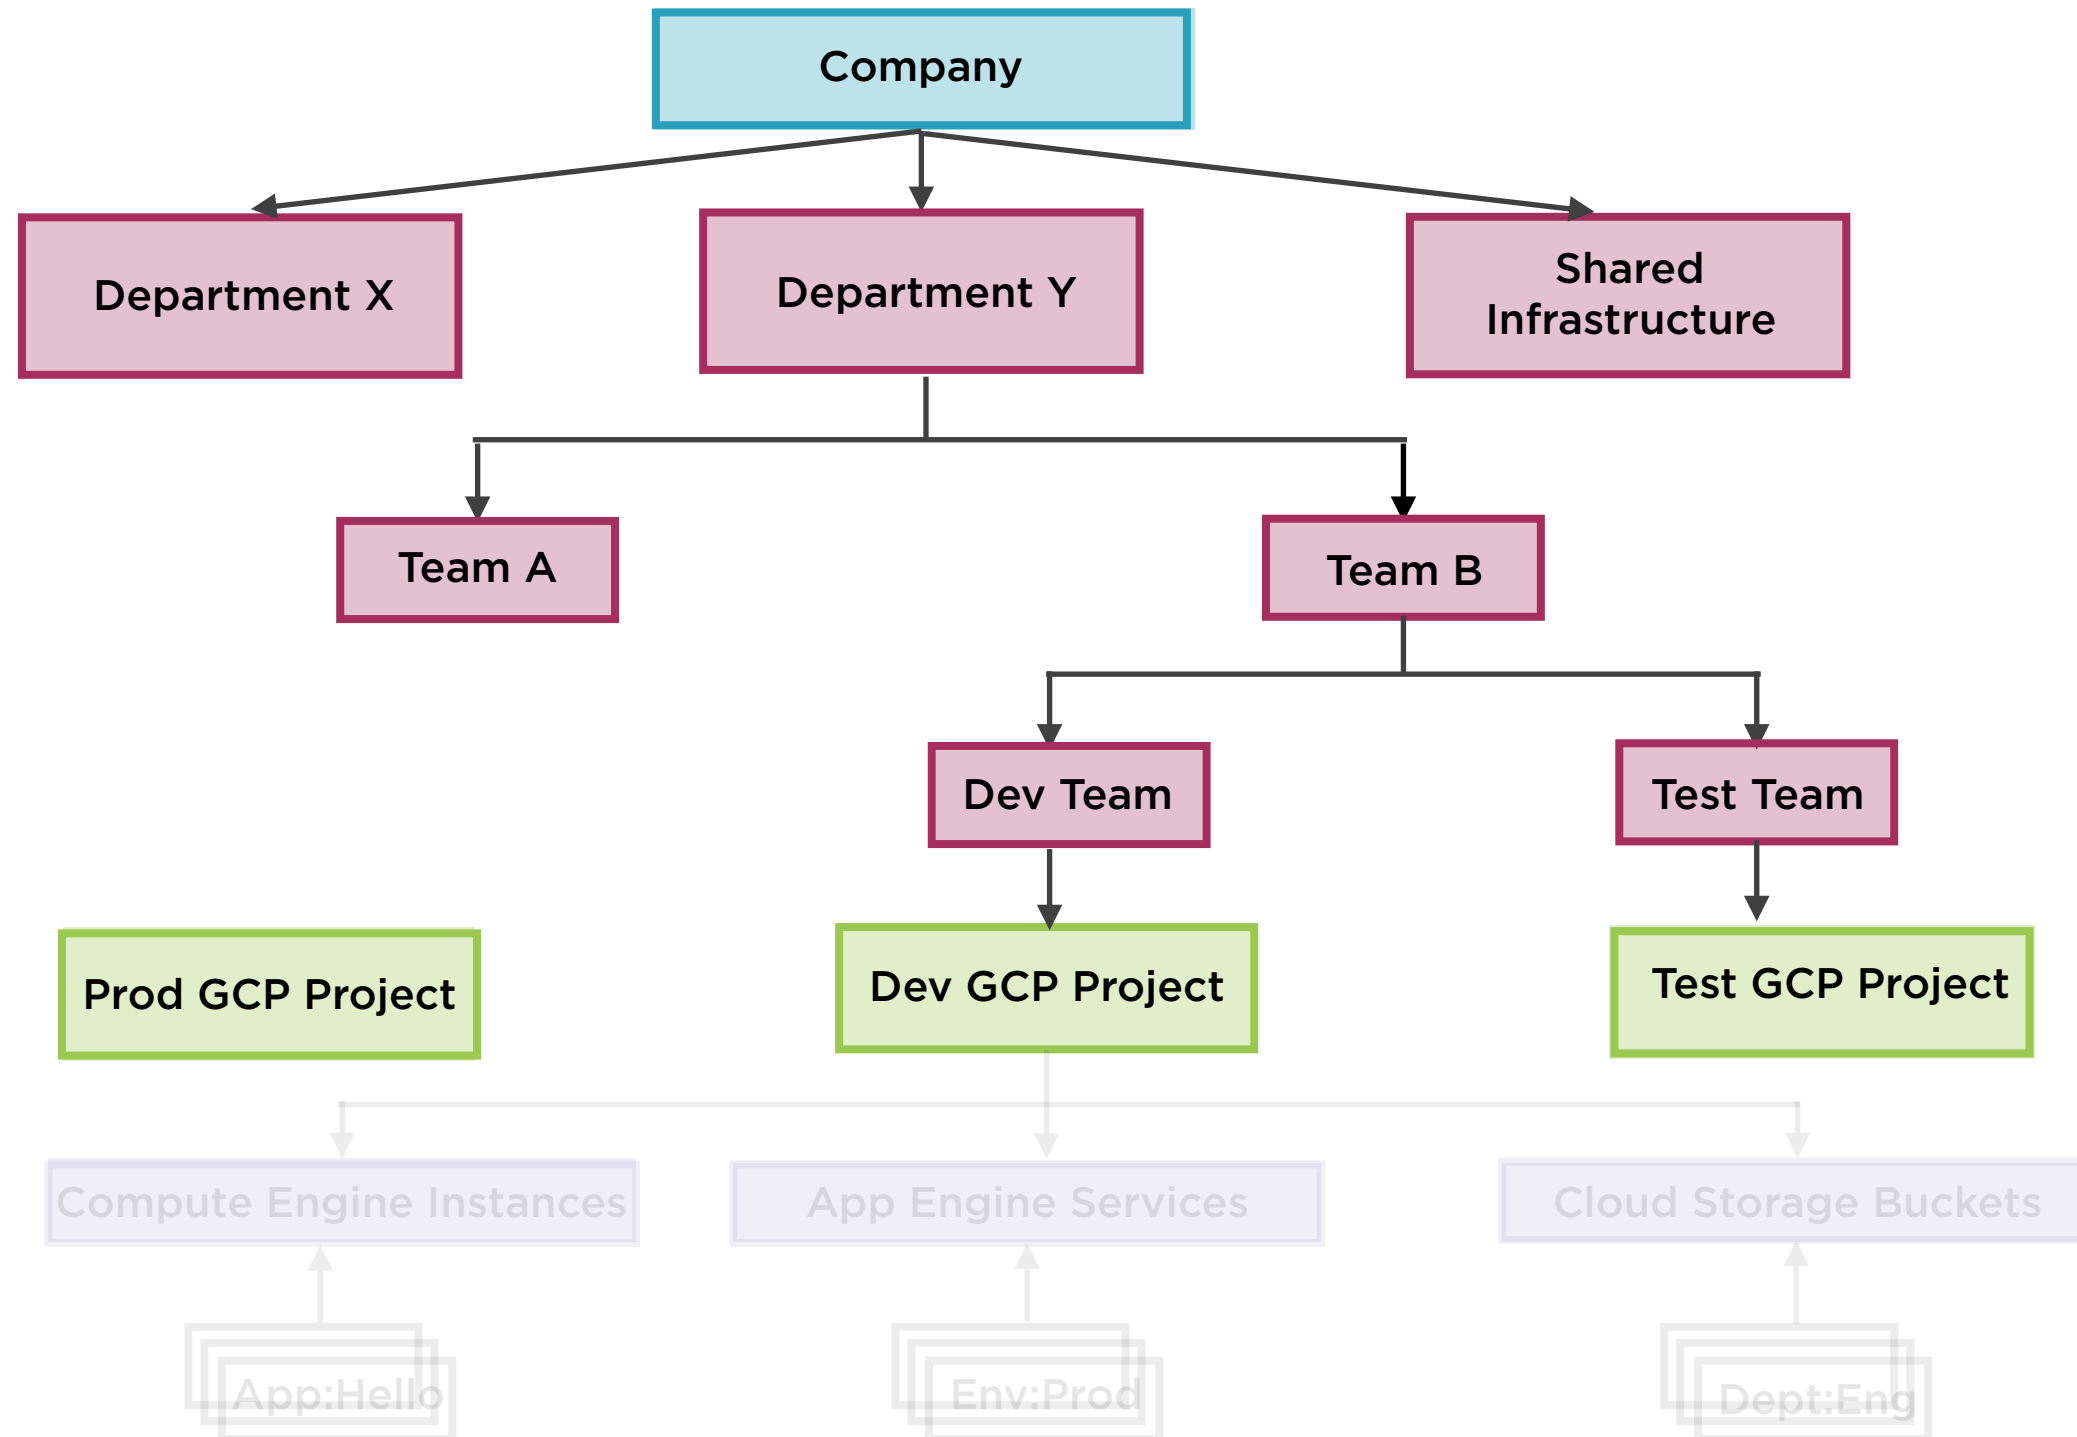 Company
Department X
Department Y
Shared
Infrastructure
Team A
Team B
Dev Team
Test Team
Prod GCP Project
Dev GCP Project
Test GCP Project
Compute Engine Instances
App Engine Services
Cloud Storage Buckets
App:Hello
Env:Prod
Dept:Eng